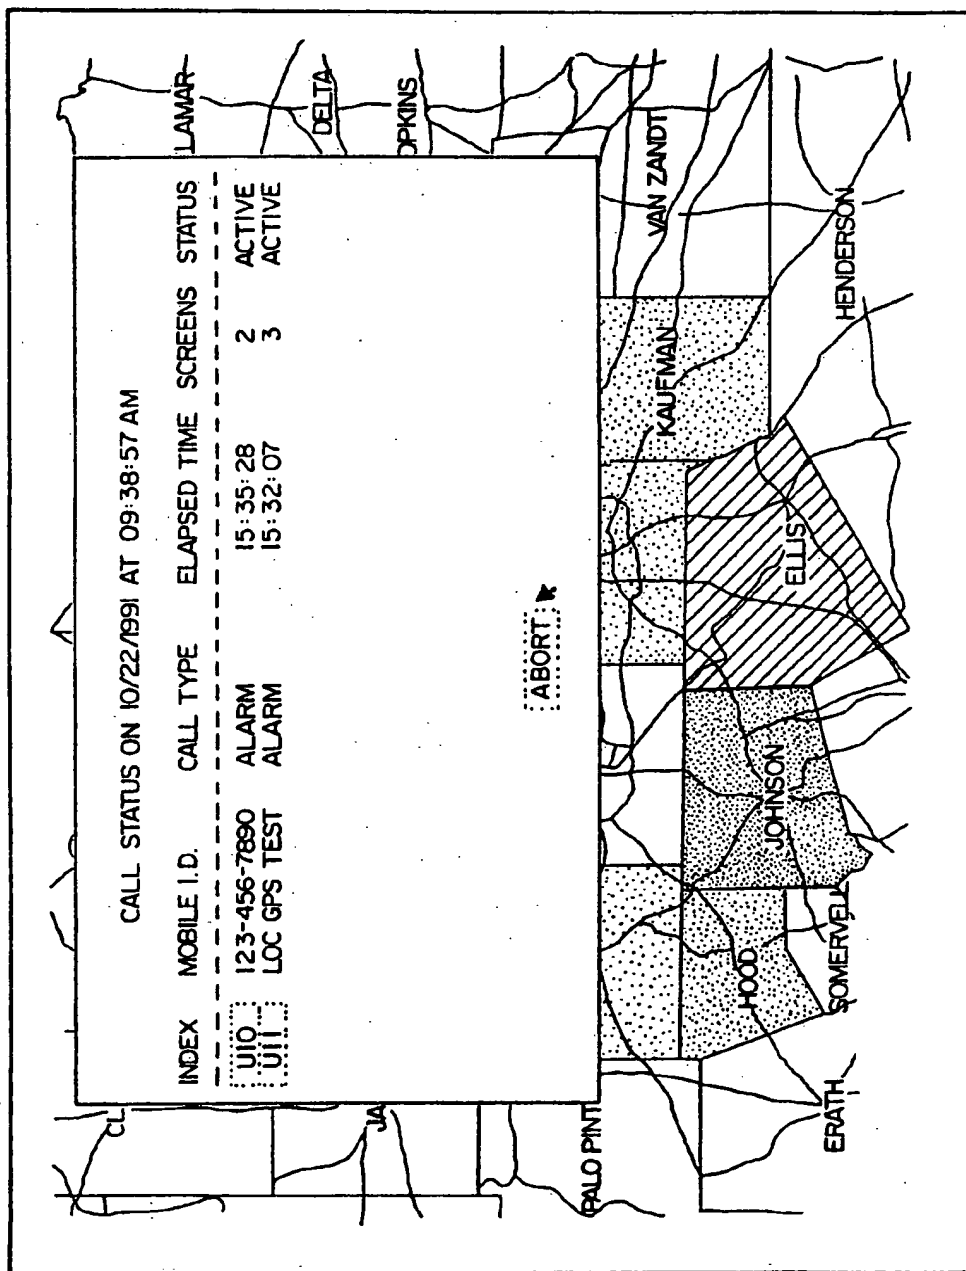 CALL STATUS ON 10/22/1991 AT 09:38:57 AM
INDEX MOBILE I.D. CALL TYPE ELAPSED TIME SCREENS STATUS
U10 123-456-7890 ALARM 15:35:28 2 ACTIVE
U11 LOC GPS TEST ALARM 15:32:07 3 ACTIVE
ABORT
CL
LAMAR
DELTA
JA
OPKINS
PALO PINT
VAN ZANDT
KAUFMAN
HOOD
JOHNSON
ELLIS
ERATH
SOMERVELL
HENDERSON